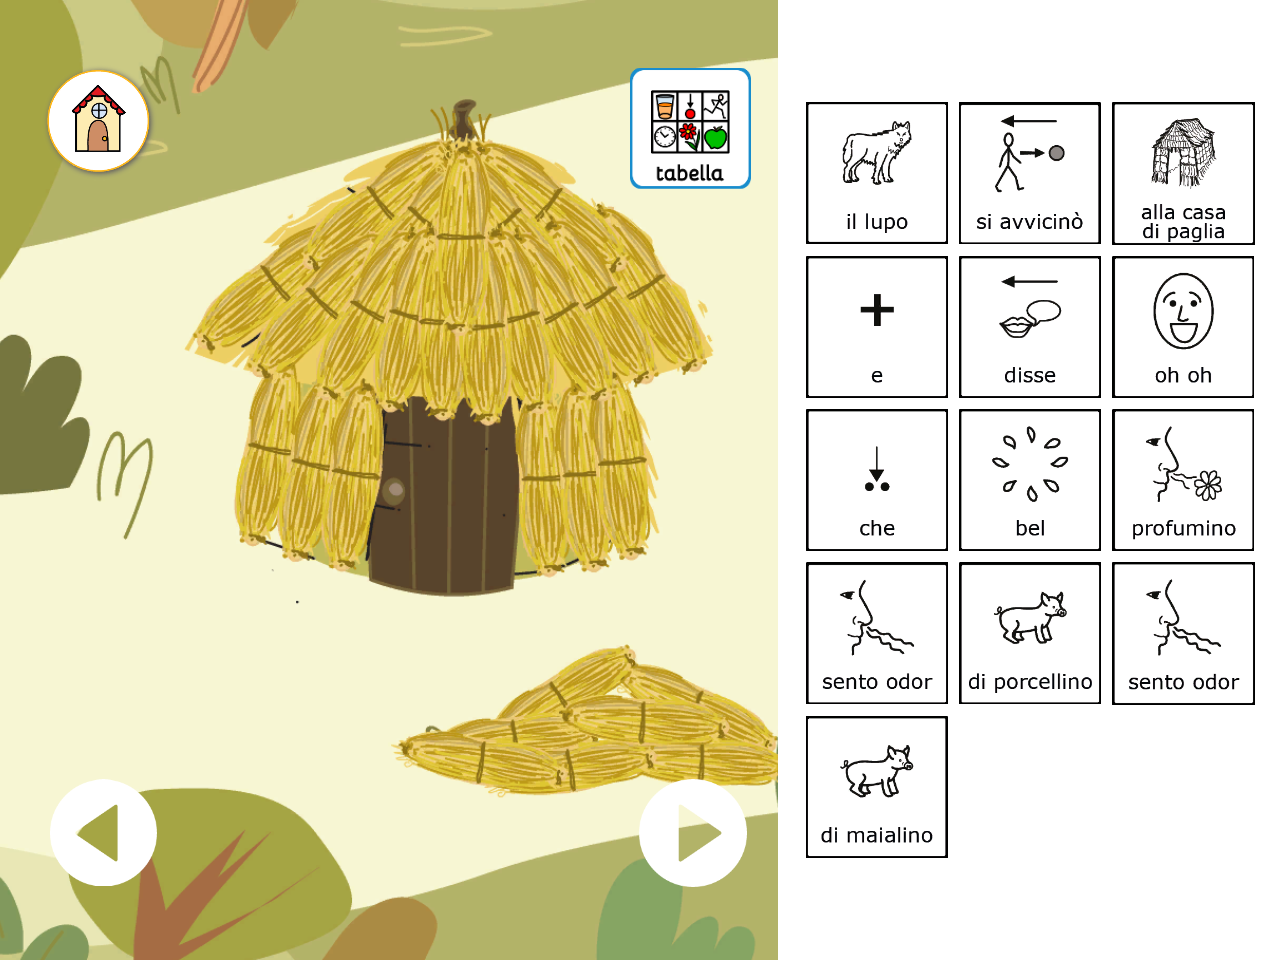 tabella
il lupo
si avvicinò
alla casa
di paglia
e
disse
oh oh
che
bel
profumino
sento odor
di porcellino
sento odor
di maialino